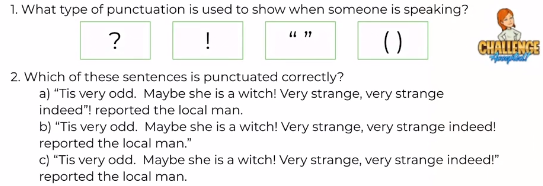 1. What type of punctuation is used to show when someone is speaking?
? ! “ ” ( )
CHALLENGE
Accepted!
2. Which of these sentences is punctuated correctly?
a) “Tis very odd. Maybe she is a witch! Very strange, very strange
indeed”! reported the local man.
b) “Tis very odd. Maybe she is a witch! Very strange, very strange indeed!
reported the local man.”
c) “Tis very odd. Maybe she is a witch! Very strange, very strange indeed!”
reported the local man.